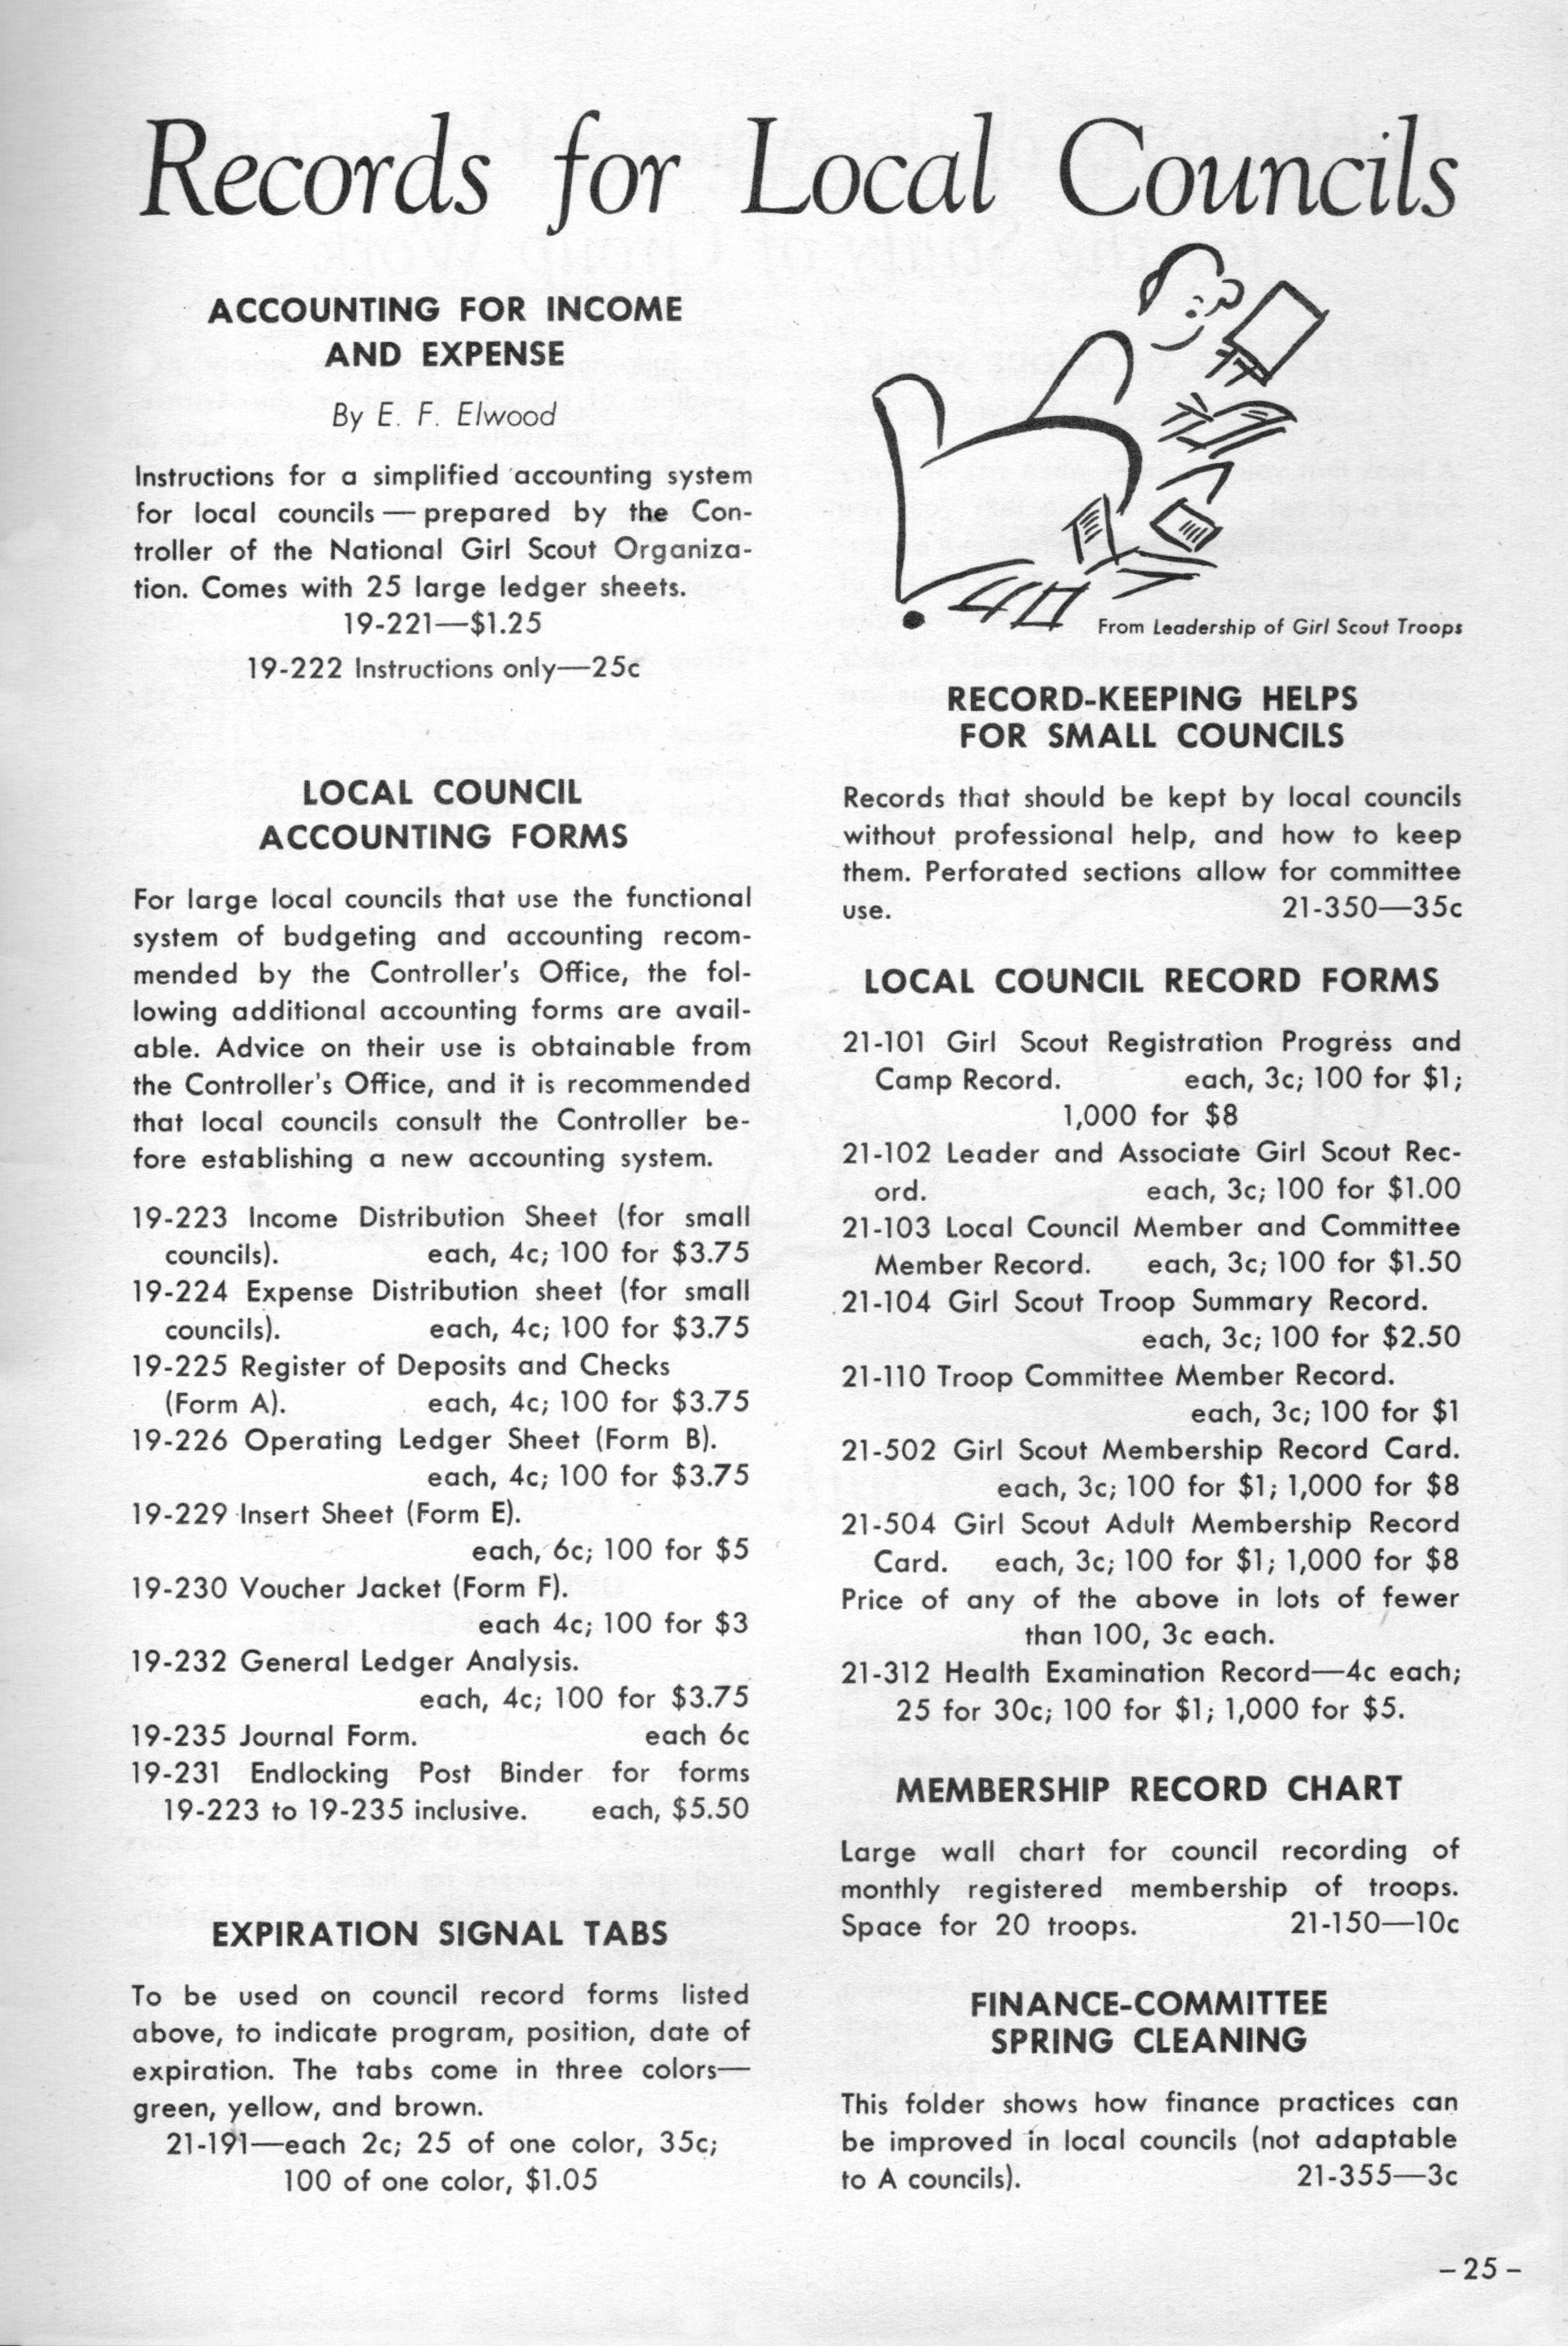 Records for Local Councils
ACCOUNTING FOR INCOME
AND EXPENSE
By E. F. Elwood
Instructions for a simplified accounting system
for local councils — prepared by the Con-
troller of the National Girl Scout Organiza-
tion. Comes with 25 large ledger sheets.
19-221—$1.25
19-222 Instructions only—25c
LOCAL COUNCIL
ACCOUNTING FORMS
For large local councils that use the functional
system of budgeting and accounting recom-
mended by the Controller's Office, the fol-
lowing additional accounting forms are avail-
able. Advice on their use is obtainable from
the Controller's Office, and it is recommended
that local councils consult the Controller be-
fore establishing a new accounting system.
19-223 Income Distribution Sheet (for small
councils). each, 4c; 100 for $3.75
19-224 Expense Distribution sheet (for small
councils). each, 4c; 100 for $3.75
19-225 Register of Deposits and Checks
(Form A). each, 4c; 100 for $3.75
19-226 Operating Ledger Sheet (Form B).
each, 4c; 100 for $3.75
19-229 Insert Sheet (Form E).
each, 6c; 100 for $5
19-230 Voucher Jacket (Form F).
each 4c; 100 for $3
19-232 General Ledger Analysis.
each, 4c; 100 for $3.75
19-235 Journal Form. each 6c
19-231 Endlocking Post Binder for forms
19-223 to 19-235 inclusive. each, $5.50
EXPIRATION SIGNAL TABS
To be used on council record forms listed
above, to indicate program, position, date of
expiration. The tabs come in three colors—
green, yellow, and brown.
21-191—each 2c; 25 of one color, 35c;
100 of one color, $1.05
From Leadership of Girl Scout Troops
RECORD-KEEPING HELPS
FOR SMALL COUNCILS
Records that should be kept by local councils
without professional help, and how to keep
them. Perforated sections allow for committee
use. 21-350—35c
LOCAL COUNCIL RECORD FORMS
21-101 Girl Scout Registration Progress and
Camp Record. each, 3c; 100 for $1;
1,000 for $8
21-102 Leader and Associate Girl Scout Rec-
ord. each, 3c; 100 for $1.00
21-103 Local Council Member and Committee
Member Record. each, 3c; 100 for $1.50
21-104 Girl Scout Troop Summary Record.
each, 3c; 100 for $2.50
21-110 Troop Committee Member Record.
each, 3c; 100 for $1
21-502 Girl Scout Membership Record Card.
each, 3c; 100 for $1; 1,000 for $8
21-504 Girl Scout Adult Membership Record
Card. each, 3c; 100 for $1; 1,000 for $8
Price of any of the above in lots of fewer
than 100, 3c each.
21-312 Health Examination Record—4c each;
25 for 30c; 100 for $1; 1,000 for $5.
MEMBERSHIP RECORD CHART
Large wall chart for council recording of
monthly registered membership of troops.
Space for 20 troops. 21-150—10c
FINANCE-COMMITTEE
SPRING CLEANING
This folder shows how finance practices can
be improved in local councils (not adaptable
to A councils). 21-355—3c
– 25 –